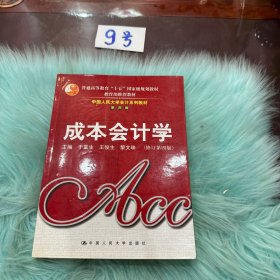 9号
普通高等教育“十五”国家级规划教材
教育部推荐教材
中国人民大学会计系列教材
第四版
成本会计学
主编 于富生 王俊生 黎文珠 (修订第四版)
Acc
中国人民大学出版社